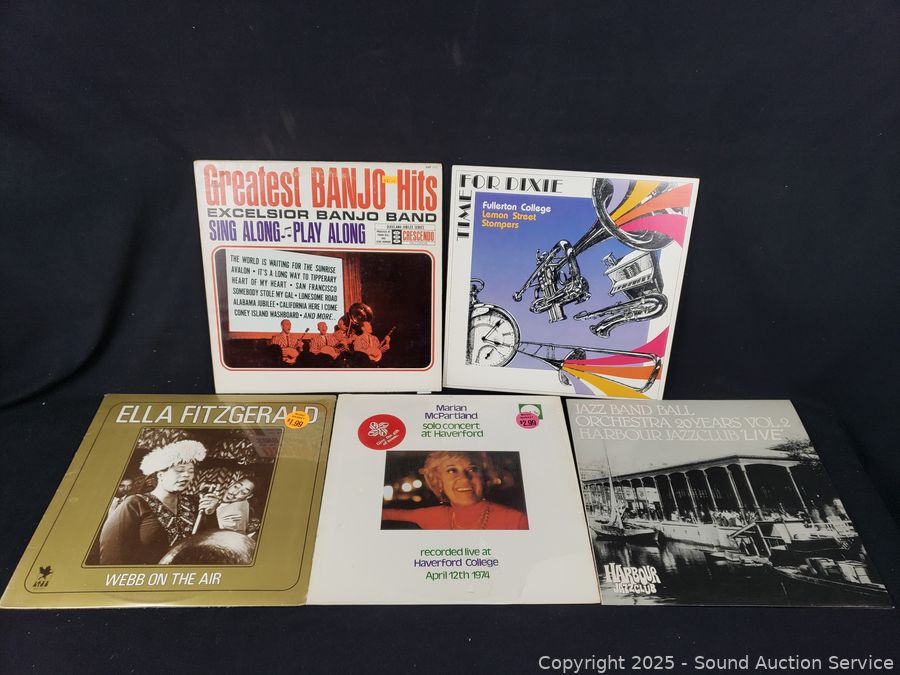 Greatest BANJO Hits
EXCELSIOR BANJO BAND
SING ALONG PLAY ALONG
DIXIELAND JUBILEE SERIES
CRESCENDO
THE WORLD IS WAITING FOR THE SUNRISE
AVALON • IT'S A LONG WAY TO TIPPERARY
HEART OF MY HEART • SAN FRANCISCO
SOMEBODY STOLE MY GAL • LONESOME ROAD
ALABAMA JUBILEE • CALIFORNIA HERE I COME
CONEY ISLAND WASHBOARD • AND MORE..
TIME FOR DIXIE
Fullerton College
Lemon Street
Stompers
ELLA FITZGERALD
$1.99
WEBB ON THE AIR
Marian
McPartland
solo concert
at Haverford
$2.99
recorded live at
Haverford College
April 12th 1974
JAZZ BAND BALL
ORCHESTRA 20 YEARS VOL.2
HARBOUR JAZZCLUB 'LIVE'
HARBOUR
JAZZCLUB
Copyright © 2025 - Sound Auction Service